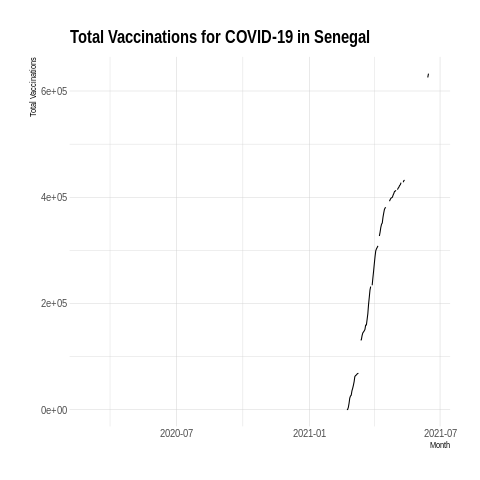 Total Vaccinations for COVID-19 in Senegal
Total Vaccinations
6e+05
4e+05
2e+05
0e+00
2020-07
2021-01
2021-07
Month